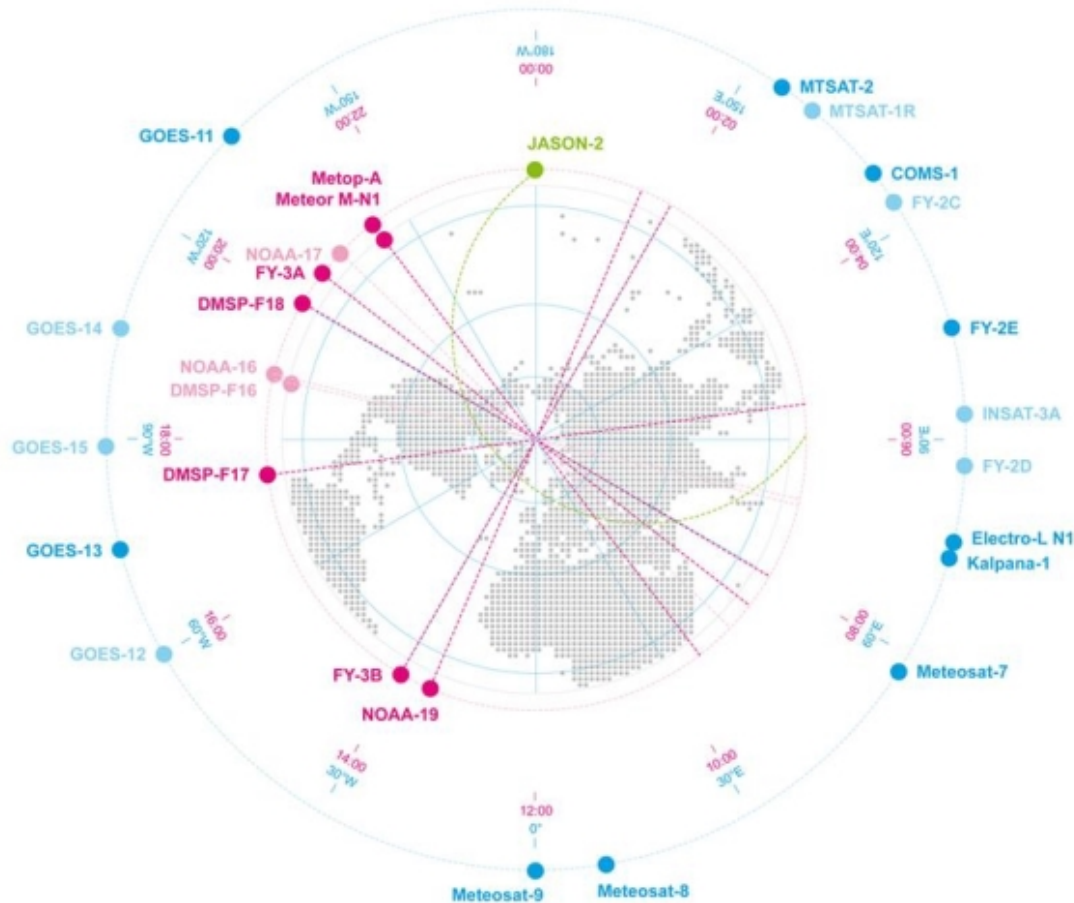 180°W
00:00
150°W
22:00
150°E
02:00
MTSAT-2
MTSAT-1R
GOES-11
JASON-2
COMS-1
Metop-A
Meteor M-N1
FY-2C
120°W
20:00
120°E
04:00
NOAA-17
FY-3A
DMSP-F18
GOES-14
FY-2E
NOAA-16
DMSP-F16
INSAT-3A
GOES-15
90°W
18:00
06:00
90°E
FY-2D
DMSP-F17
GOES-13
Electro-L N1
Kalpana-1
16:00
60°W
08:00
60°E
GOES-12
Meteosat-7
FY-3B
NOAA-19
14:00
30°W
10:00
30°E
12:00
0°
Meteosat-9
Meteosat-8